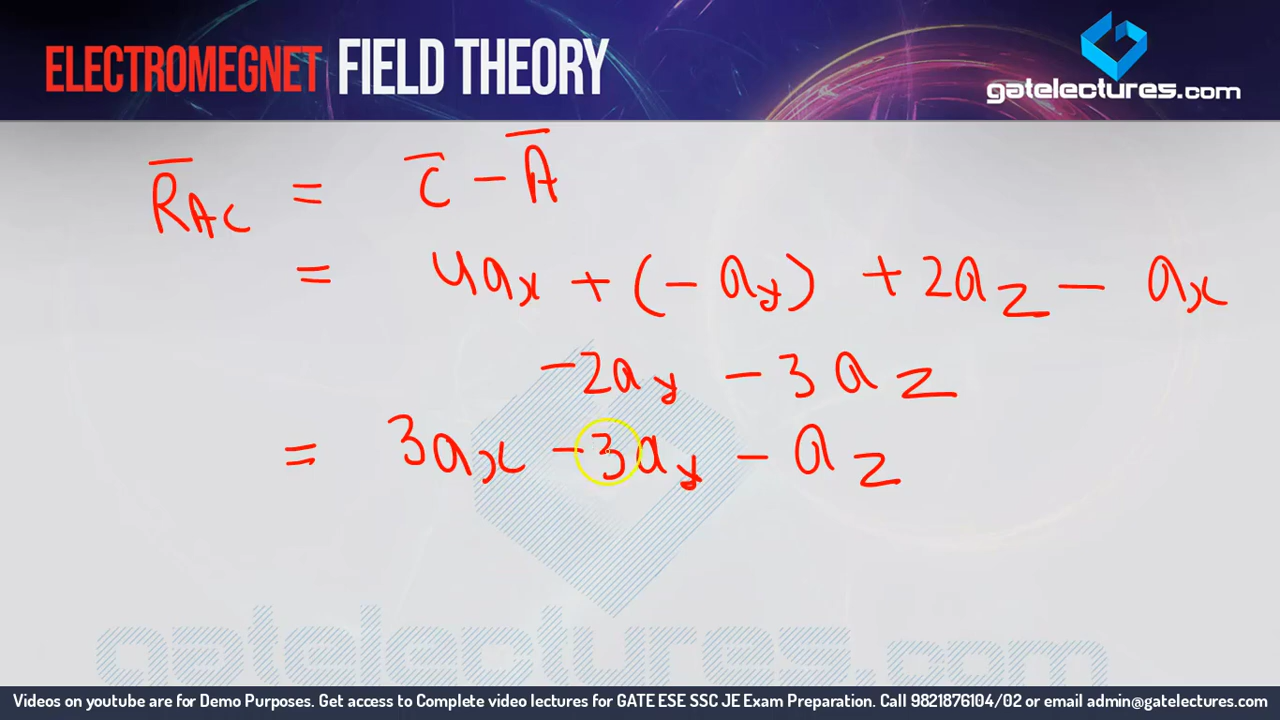 ELECTROMEGNET FIELD THEORY
gatelectures.com
R̅AC = C̅ - A̅
= 4ax + (-ay) + 2az - ax
-2ay - 3az
= 3ax - 3ay - az
gatelectures.com
Videos on youtube are for Demo Purposes. Get access to Complete video lectures for GATE ESE SSC JE Exam Preparation. Call 9821876104/02 or email admin@gatelectures.com